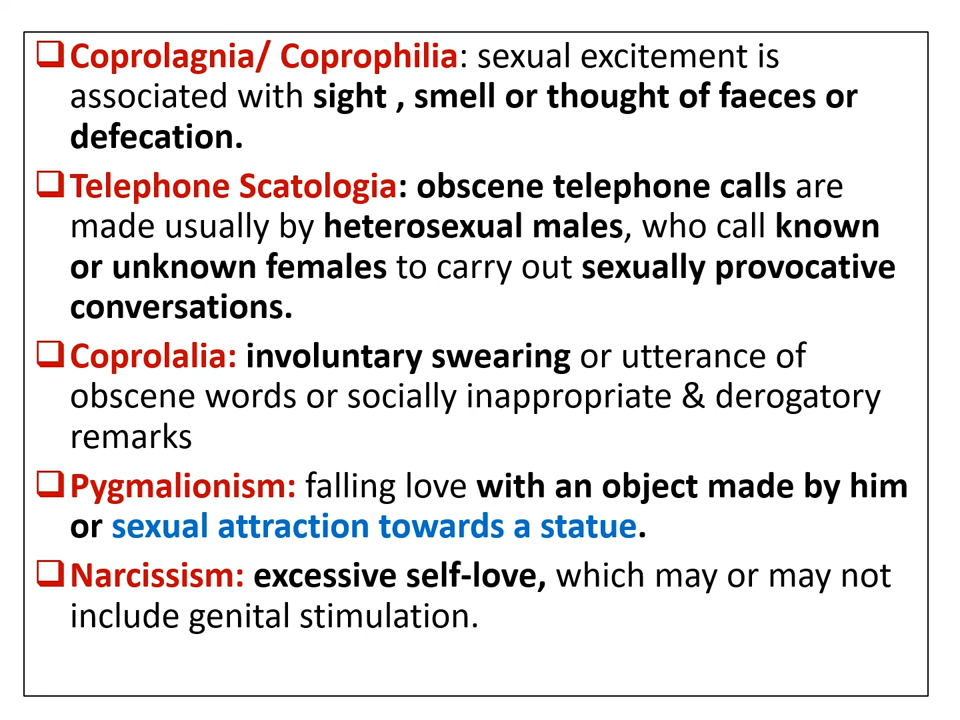 ❑Coprolagnia/ Coprophilia: sexual excitement is
associated with sight , smell or thought of faeces or
defecation.
❑Telephone Scatologia: obscene telephone calls are
made usually by heterosexual males, who call known
or unknown females to carry out sexually provocative
conversations.
❑Coprolalia: involuntary swearing or utterance of
obscene words or socially inappropriate & derogatory
remarks
❑Pygmalionism: falling love with an object made by him
or sexual attraction towards a statue.
❑Narcissism: excessive self-love, which may or may not
include genital stimulation.